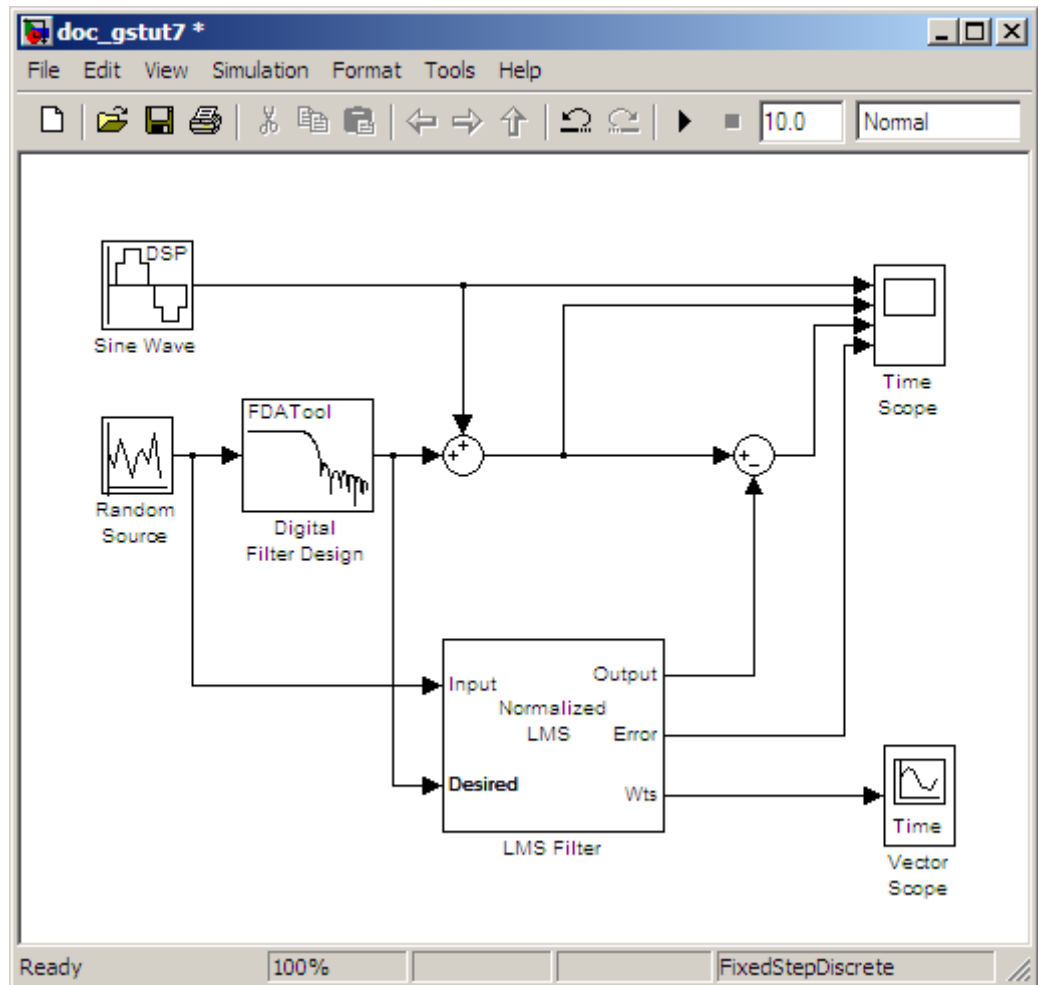 doc_gstut7 *
File Edit View Simulation Format Tools Help
10.0 Normal
DSP
Sine Wave
Time
Scope
FDATool
Random
Source
Digital
Filter Design
Input
Output
Normalized
LMS
Error
Desired
Wts
LMS Filter
Time
Vector
Scope
Ready 100% FixedStepDiscrete